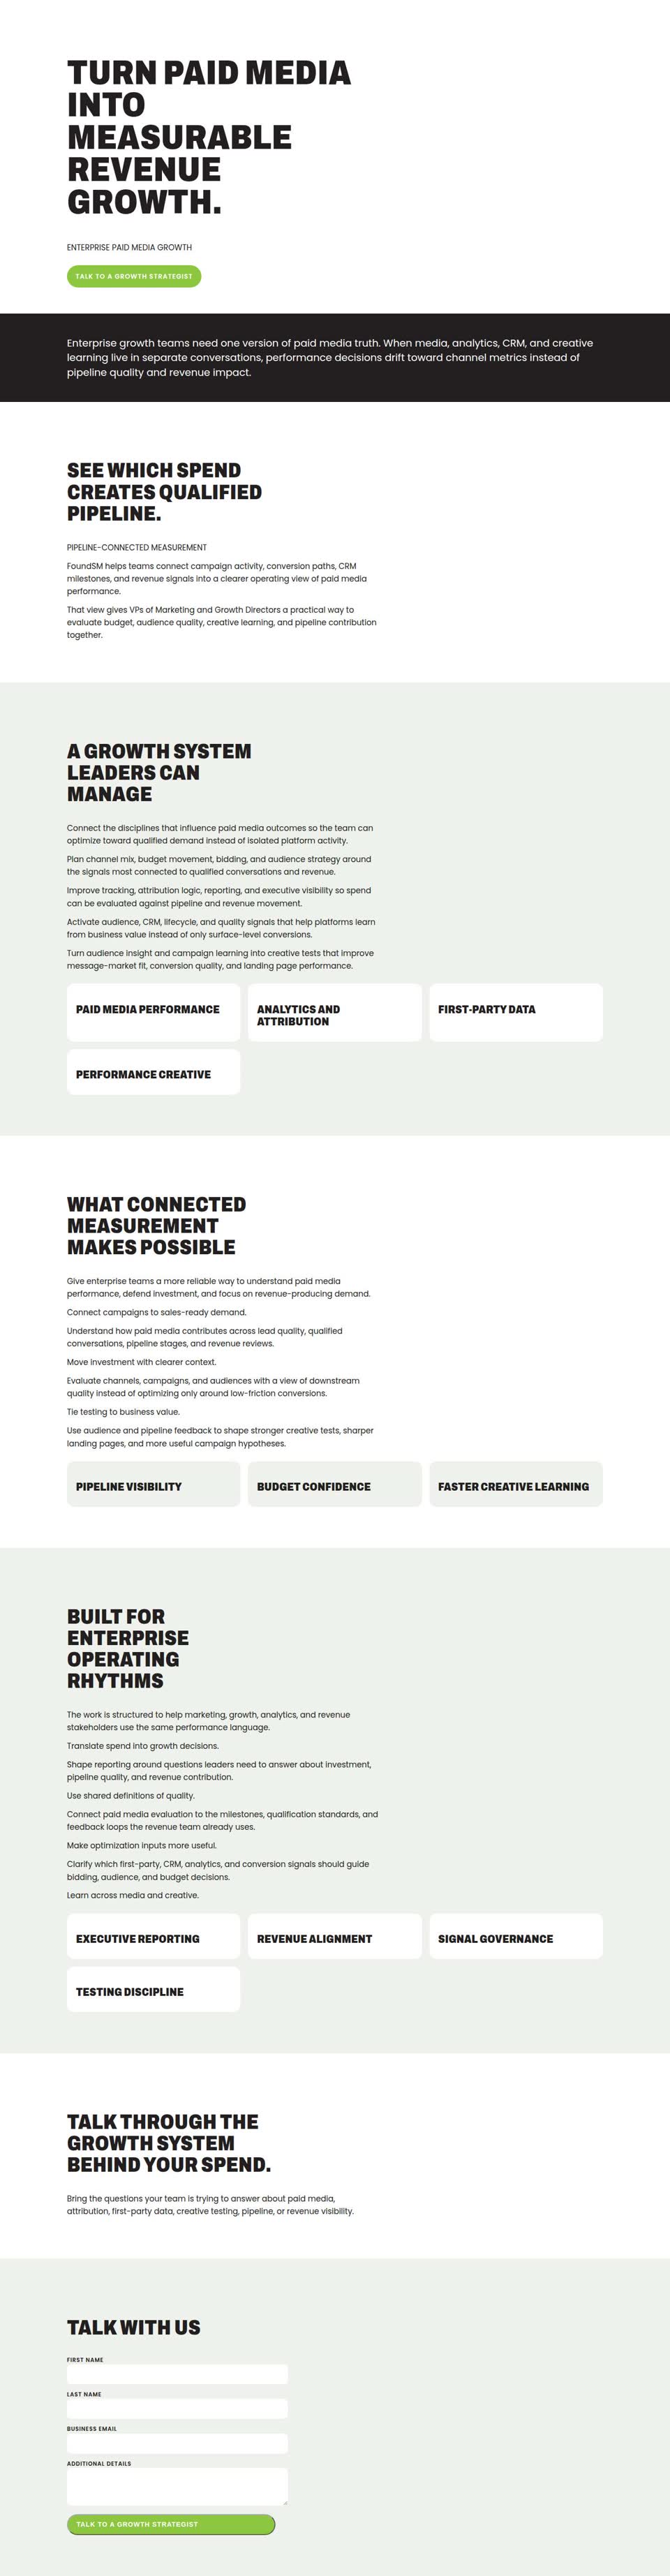 TURN PAID MEDIA
INTO
MEASURABLE
REVENUE
GROWTH.
ENTERPRISE PAID MEDIA GROWTH
TALK TO A GROWTH STRATEGIST
Enterprise growth teams need one version of paid media truth. When media, analytics, CRM, and creative
learning live in separate conversations, performance decisions drift toward channel metrics instead of
pipeline quality and revenue impact.
SEE WHICH SPEND
CREATES QUALIFIED
PIPELINE.
PIPELINE-CONNECTED MEASUREMENT
FoundSM helps teams connect campaign activity, conversion paths, CRM
milestones, and revenue signals into a clearer operating view of paid media
performance.
That view gives VPs of Marketing and Growth Directors a practical way to
evaluate budget, audience quality, creative learning, and pipeline contribution
together.
A GROWTH SYSTEM
LEADERS CAN
MANAGE
Connect the disciplines that influence paid media outcomes so the team can
optimize toward qualified demand instead of isolated platform activity.
Plan channel mix, budget movement, bidding, and audience strategy around
the signals most connected to qualified conversations and revenue.
Improve tracking, attribution logic, reporting, and executive visibility so spend
can be evaluated against pipeline and revenue movement.
Activate audience, CRM, lifecycle, and quality signals that help platforms learn
from business value instead of only surface-level conversions.
Turn audience insight and campaign learning into creative tests that improve
message-market fit, conversion quality, and landing page performance.
PAID MEDIA PERFORMANCE
ANALYTICS AND
ATTRIBUTION
FIRST-PARTY DATA
PERFORMANCE CREATIVE
WHAT CONNECTED
MEASUREMENT
MAKES POSSIBLE
Give enterprise teams a more reliable way to understand paid media
performance, defend investment, and focus on revenue-producing demand.
Connect campaigns to sales-ready demand.
Understand how paid media contributes across lead quality, qualified
conversations, pipeline stages, and revenue reviews.
Move investment with clearer context.
Evaluate channels, campaigns, and audiences with a view of downstream
quality instead of optimizing only around low-friction conversions.
Tie testing to business value.
Use audience and pipeline feedback to shape stronger creative tests, sharper
landing pages, and more useful campaign hypotheses.
PIPELINE VISIBILITY
BUDGET CONFIDENCE
FASTER CREATIVE LEARNING
BUILT FOR
ENTERPRISE
OPERATING
RHYTHMS
The work is structured to help marketing, growth, analytics, and revenue
stakeholders use the same performance language.
Translate spend into growth decisions.
Shape reporting around questions leaders need to answer about investment,
pipeline quality, and revenue contribution.
Use shared definitions of quality.
Connect paid media evaluation to the milestones, qualification standards, and
feedback loops the revenue team already uses.
Make optimization inputs more useful.
Clarify which first-party, CRM, analytics, and conversion signals should guide
bidding, audience, and budget decisions.
Learn across media and creative.
EXECUTIVE REPORTING
REVENUE ALIGNMENT
SIGNAL GOVERNANCE
TESTING DISCIPLINE
TALK THROUGH THE
GROWTH SYSTEM
BEHIND YOUR SPEND.
Bring the questions your team is trying to answer about paid media,
attribution, first-party data, creative testing, pipeline, or revenue visibility.
TALK WITH US
FIRST NAME
LAST NAME
BUSINESS EMAIL
ADDITIONAL DETAILS
TALK TO A GROWTH STRATEGIST